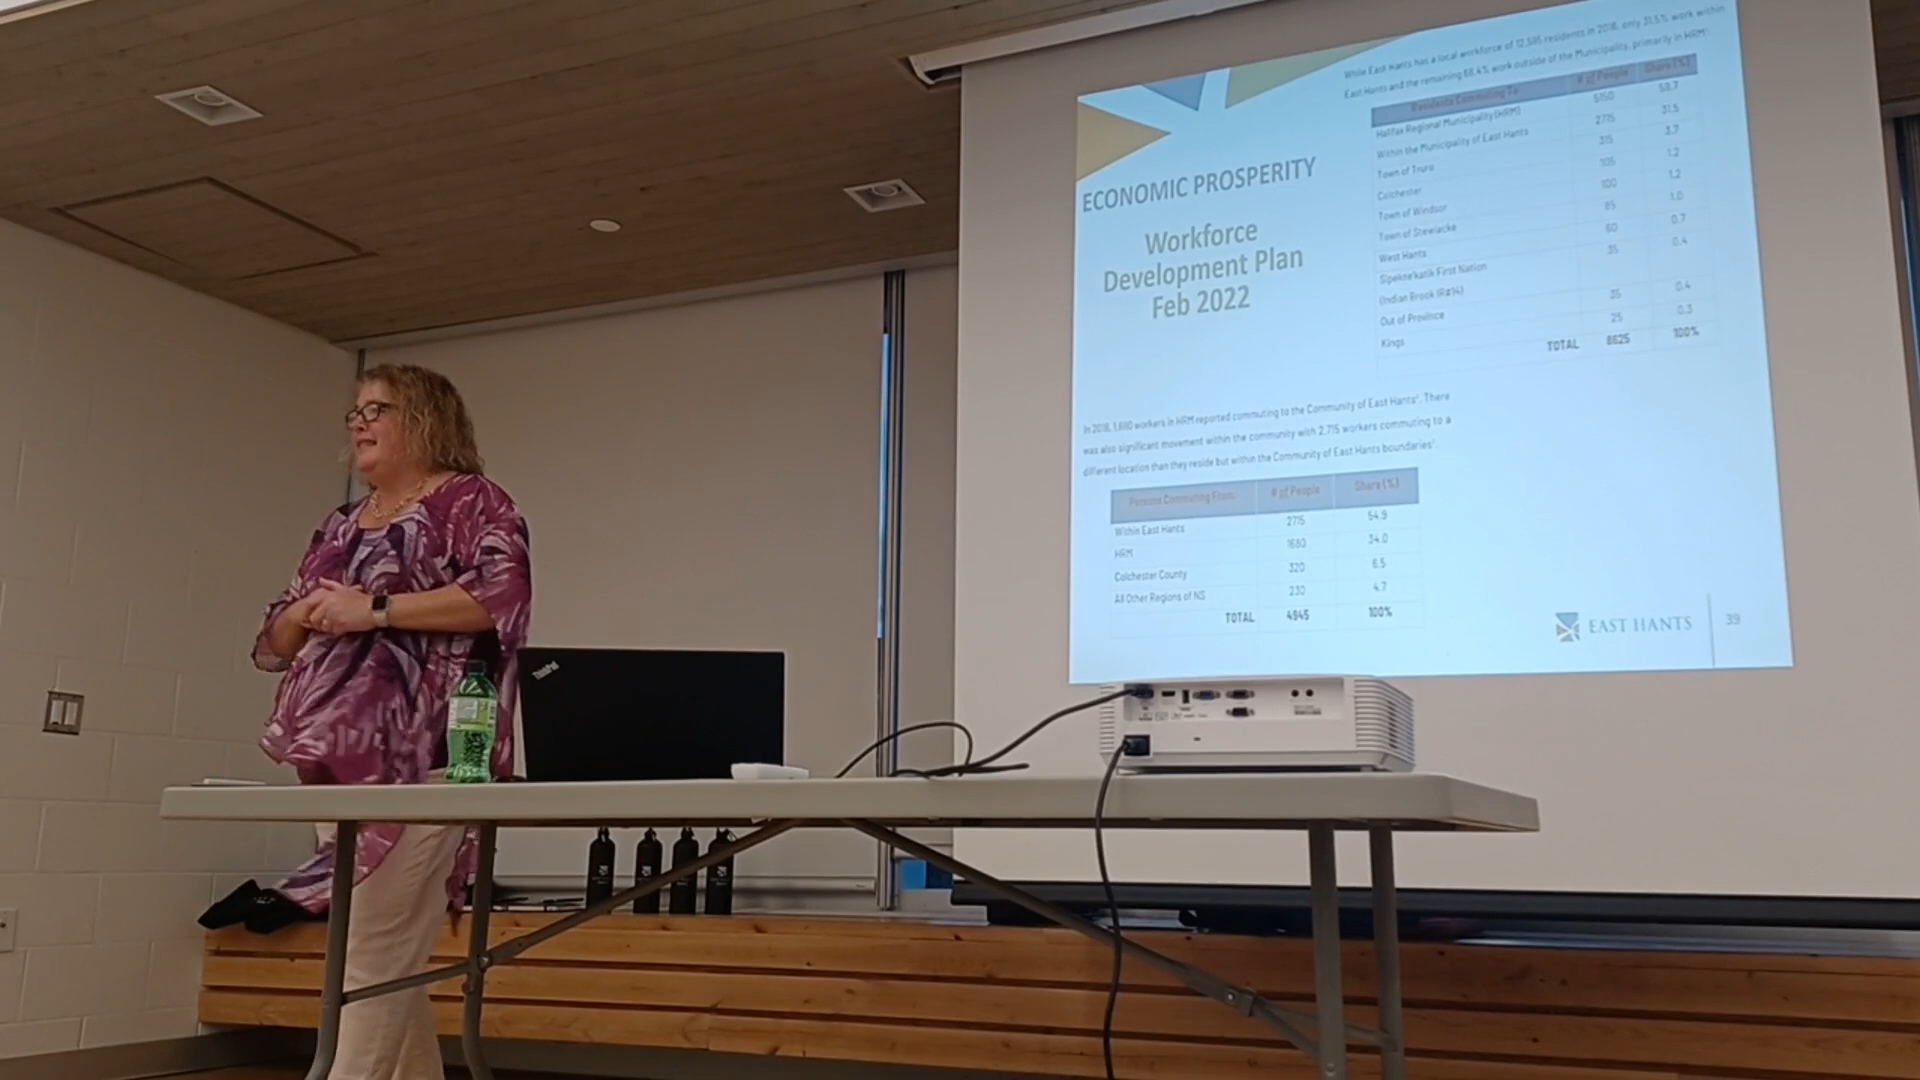 While East Hants has a local workforce of 12,585 residents in 2016, only 31.5% work within
East Hants and the remaining 68.4% work outside of the Municipality, primarily in HRM¹.
Residents Commuting To # of People Share (%)
Halifax Regional Municipality (HRM) 5150 59.7
Within the Municipality of East Hants 2715 31.5
Town of Truro 315 3.7
Colchester 105 1.2
Town of Windsor 100 1.2
Town of Stewiacke 85 1.0
West Hants 60 0.7
Sipekne'katik First Nation 35 0.4
(Indian Brook IR#14)
Out of Province 35 0.4
Kings 25 0.3
TOTAL 8625 100%
ECONOMIC PROSPERITY
Workforce
Development Plan
Feb 2022
In 2016, 1,680 workers in HRM reported commuting to the Community of East Hants¹. There
was also significant movement within the community with 2,715 workers commuting to a
different location than they reside but within the Community of East Hants boundaries¹.
Persons Commuting From # of People Share (%)
Within East Hants 2715 54.9
HRM 1680 34.0
Colchester County 320 6.5
All Other Regions of NS 230 4.7
TOTAL 4945 100%
EAST HANTS 39
ThinkPad